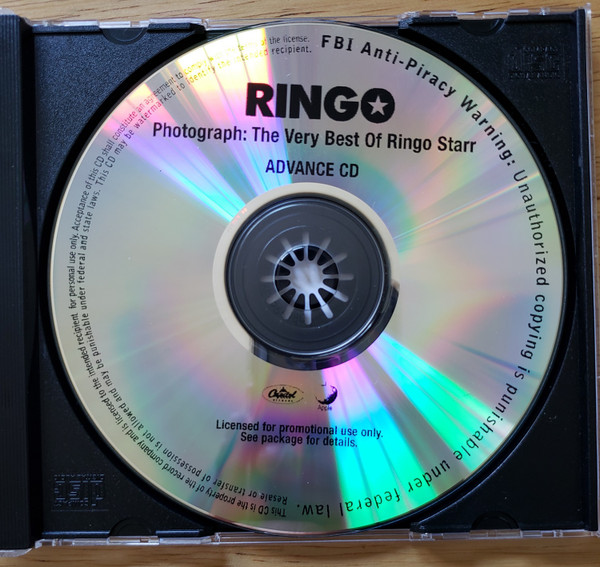 RINGO
Photograph: The Very Best Of Ringo Starr
ADVANCE CD
Capitol
RECORDS
Apple
Licensed for promotional use only.
See package for details.
FBI Anti-Piracy Warning: Unauthorized copying is punishable under federal law.
This CD is the property of the record company and is licensed to the intended recipient for personal use only. Acceptance of this CD shall constitute an agreement to comply with the terms of the license.
Resale or transfer of possession is not allowed and may be punishable under federal and state laws. This CD may be watermarked to identify the intended recipient.